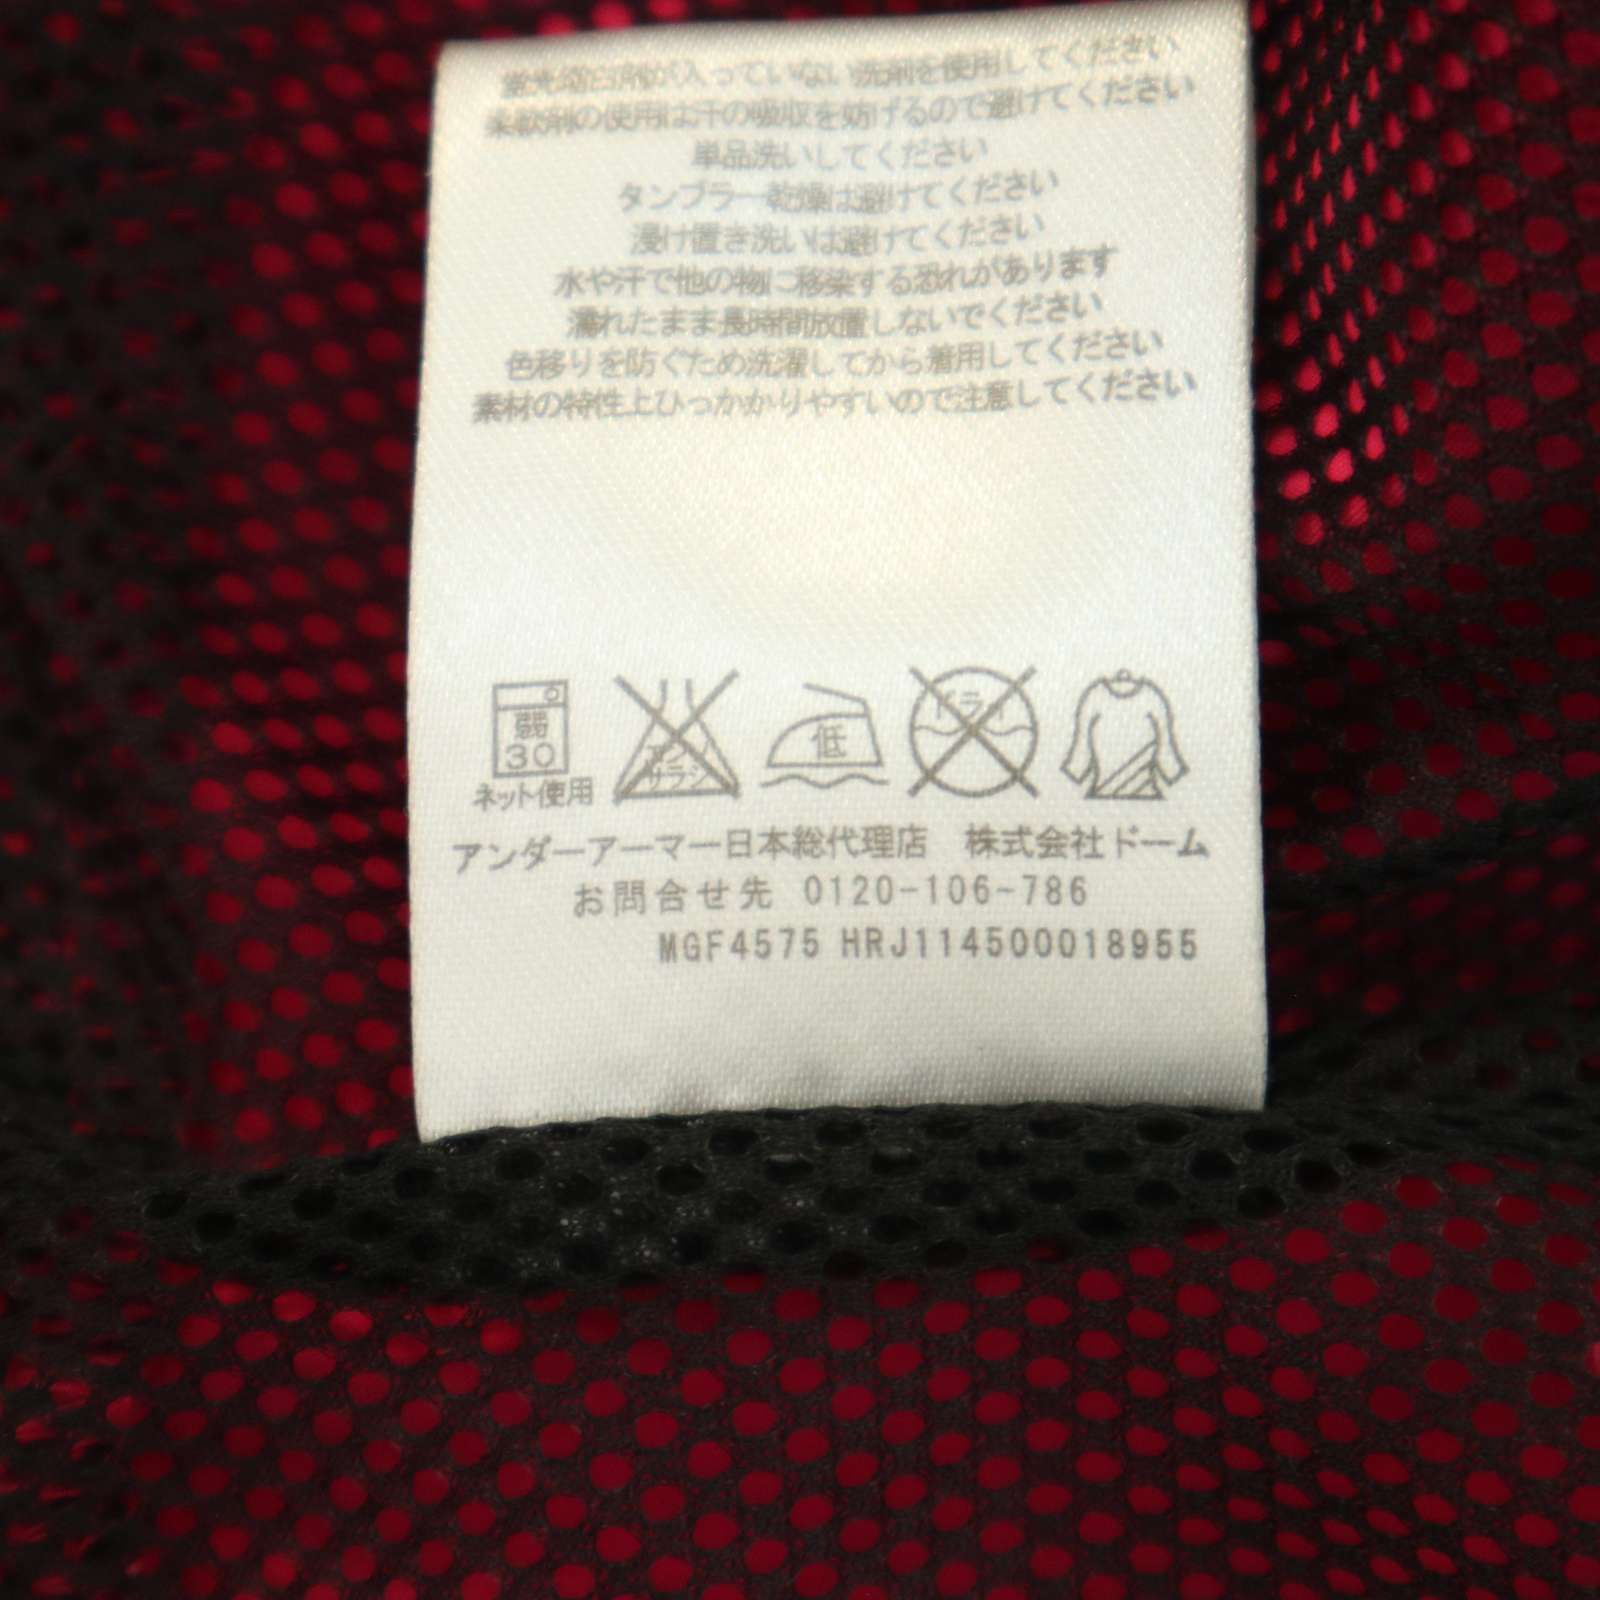 蛍光増白剤が入っていない洗剤を使用してください
柔軟剤の使用は汗の吸収を妨げるので避けてください
単品洗いしてください
タンブラー乾燥は避けてください
浸け置き洗いは避けてください
水や汗で他の物に移染する恐れがあります
濡れたまま長時間放置しないでください
色移りを防ぐため洗濯してから着用してください
素材の特性上ひっかかりやすいので注意してください
弱
30
ネット使用
エンソ
サラシ
低
ドライ
アンダーアーマー日本総代理店 株式会社ドーム
お問合せ先 0120-106-786
MGF4575 HRJ114500018955